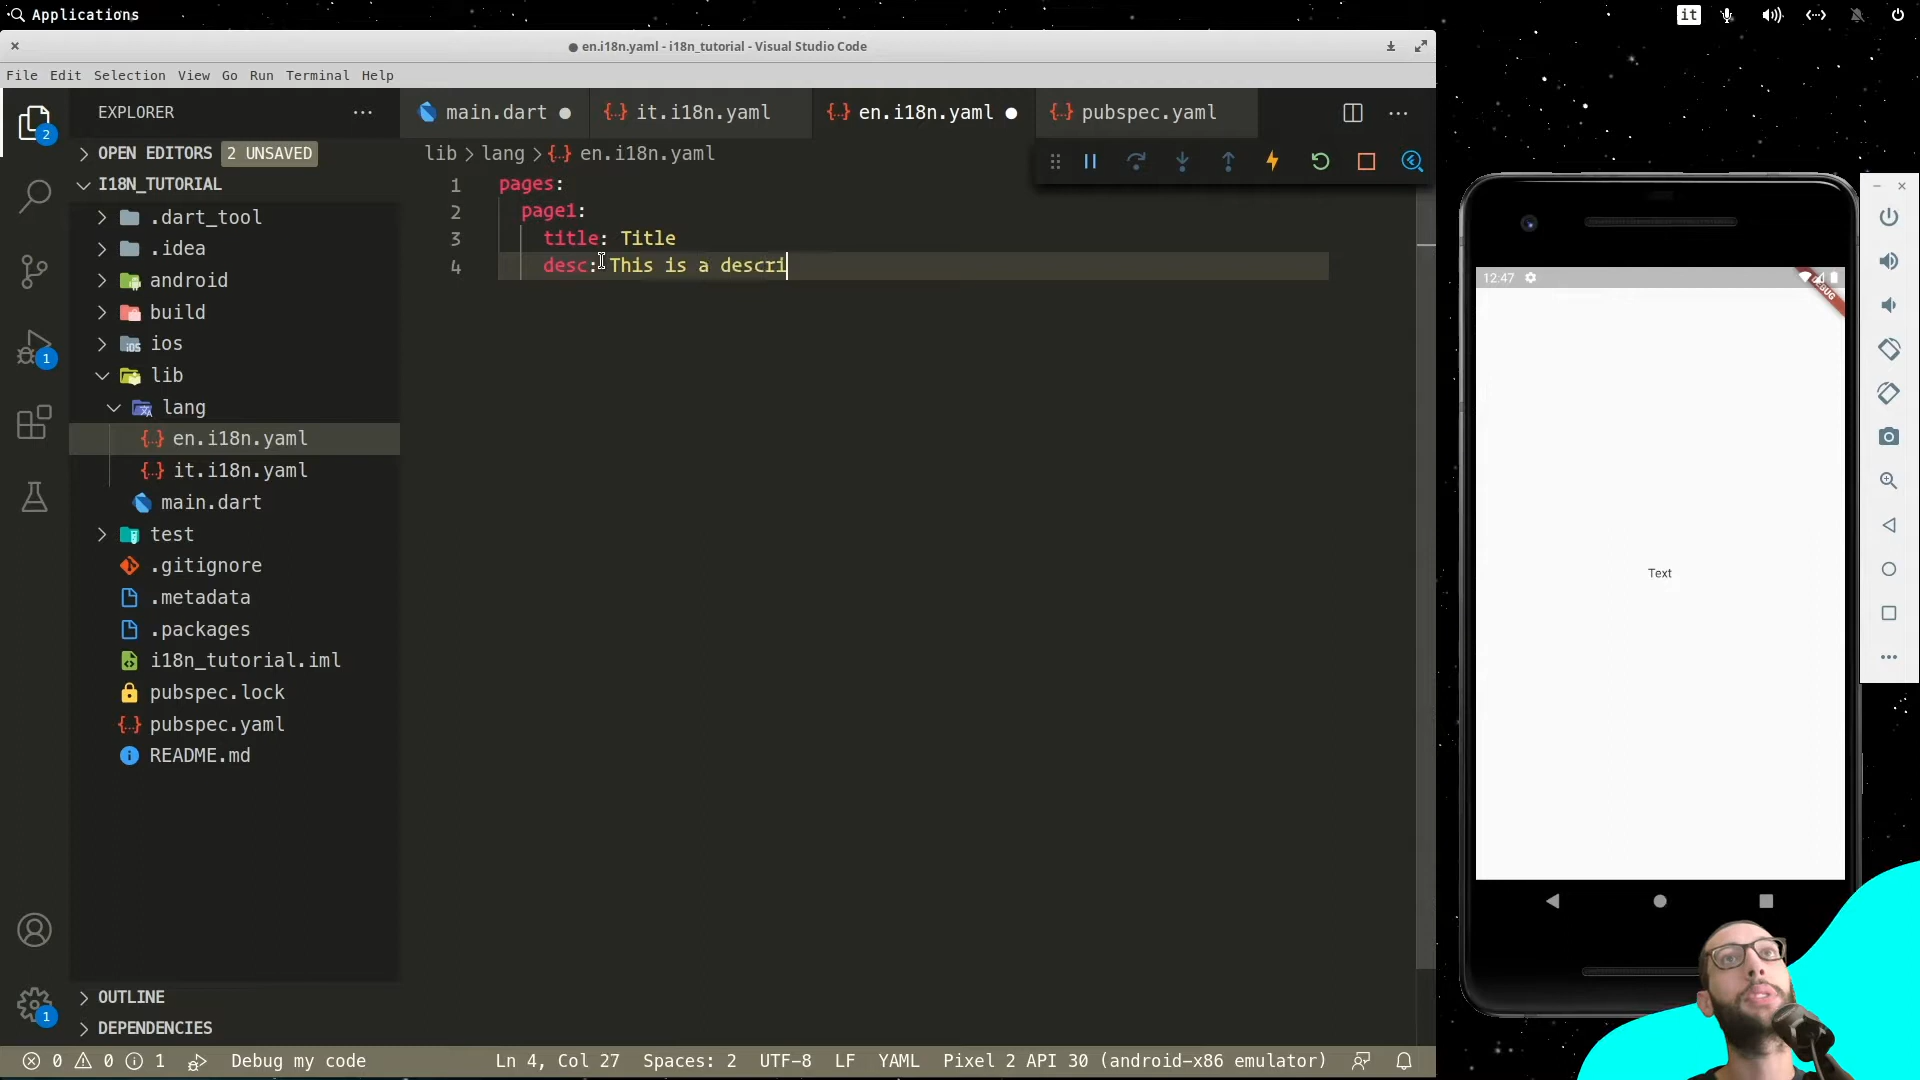 Applications
it
en.i18n.yaml - i18n_tutorial - Visual Studio Code
File Edit Selection View Go Run Terminal Help
2
EXPLORER
main.dart
it.i18n.yaml
en.i18n.yaml
pubspec.yaml
OPEN EDITORS 2 UNSAVED
lib > lang > en.i18n.yaml
I18N_TUTORIAL
1 pages:
2 page1:
3 title: Title
4 desc: This is a descri
.dart_tool
.idea
android
build
ios
lib
lang
en.i18n.yaml
it.i18n.yaml
main.dart
test
.gitignore
.metadata
.packages
i18n_tutorial.iml
pubspec.lock
pubspec.yaml
README.md
1
12.47
DEBUG
Text
OUTLINE
DEPENDENCIES
1
0 0 1 Debug my code Ln 4, Col 27 Spaces: 2 UTF-8 LF YAML Pixel 2 API 30 (android-x86 emulator)